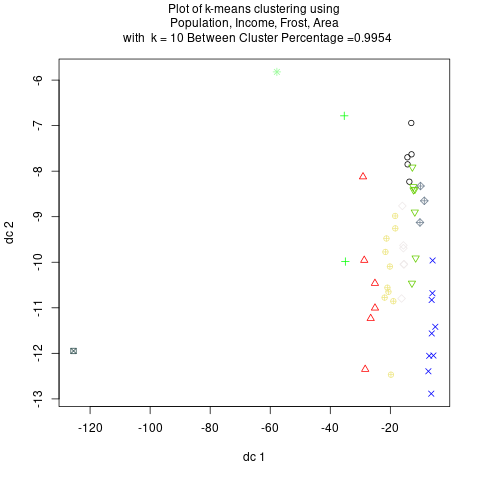 Plot of k-means clustering using
Population, Income, Frost, Area
with k = 10 Between Cluster Percentage =0.9954
dc 2
-6
-7
-8
-9
-10
-11
-12
-13
-120
-100
-80
-60
-40
-20
dc 1